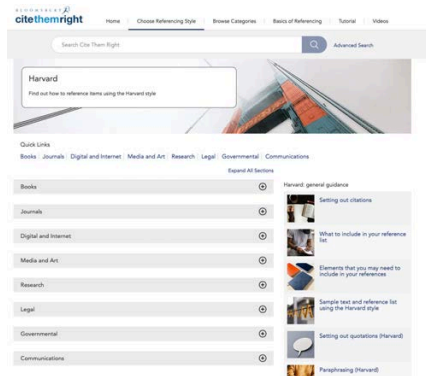 BLOOMSBURY
citethemright
Home
Choose Referencing Style
Browse Categories
Basics of Referencing
Tutorial
Videos
Search Cite Them Right
Advanced Search
Harvard
Find out how to reference items using the Harvard style
Quick Links
Books
Journals
Digital and Internet
Media and Art
Research
Legal
Governmental
Communications
Expand All Sections
Books
Journals
Digital and Internet
Media and Art
Research
Legal
Governmental
Communications
Harvard: general guidance
Setting out citations
What to include in your reference
list
Elements that you may need to
include in your references
Sample text and reference list
using the Harvard style
Setting out quotations (Harvard)
Paraphrasing (Harvard)